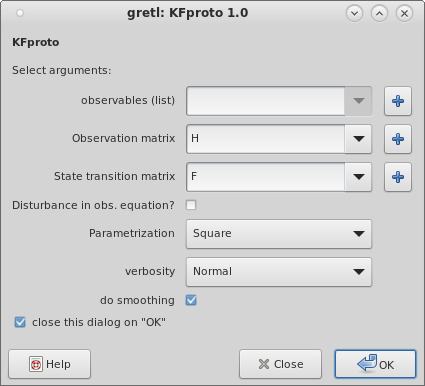 gretl: KFproto 1.0
KFproto
Select arguments:
observables (list)
Observation matrix H
State transition matrix F
Disturbance in obs. equation?
Parametrization Square
verbosity Normal
do smoothing
close this dialog on "OK"
Help Close OK